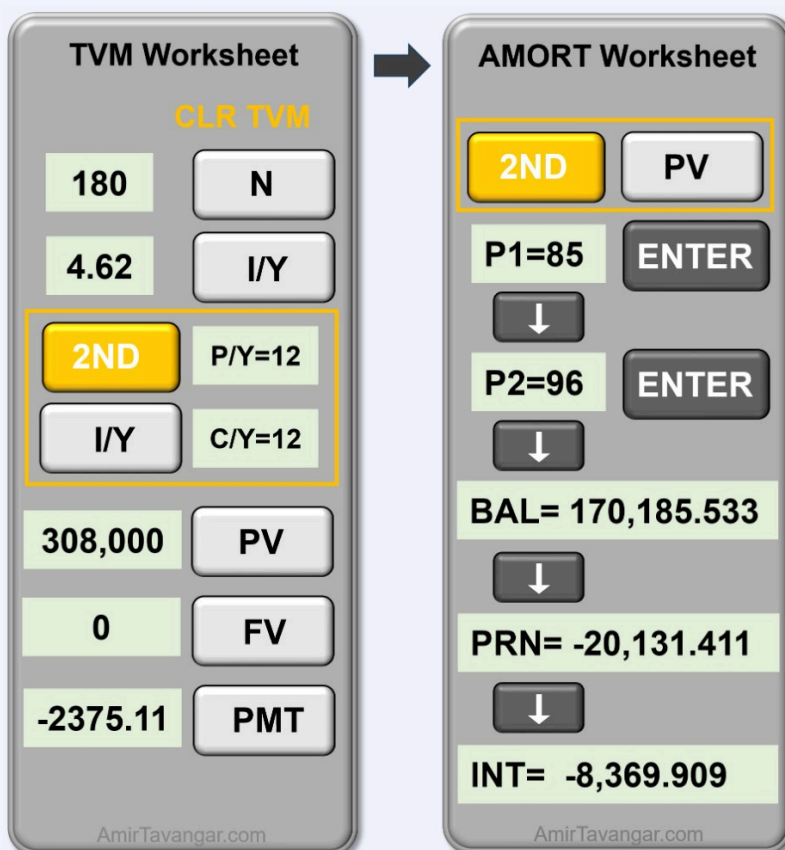 TVM Worksheet
CLR TVM
180 N
4.62 I/Y
2ND P/Y=12
I/Y C/Y=12
308,000 PV
0 FV
-2375.11 PMT
AmirTavangar.com
AMORT Worksheet
2ND PV
P1=85 ENTER
↓
P2=96 ENTER
↓
BAL= 170,185.533
↓
PRN= -20,131.411
↓
INT= -8,369.909
AmirTavangar.com